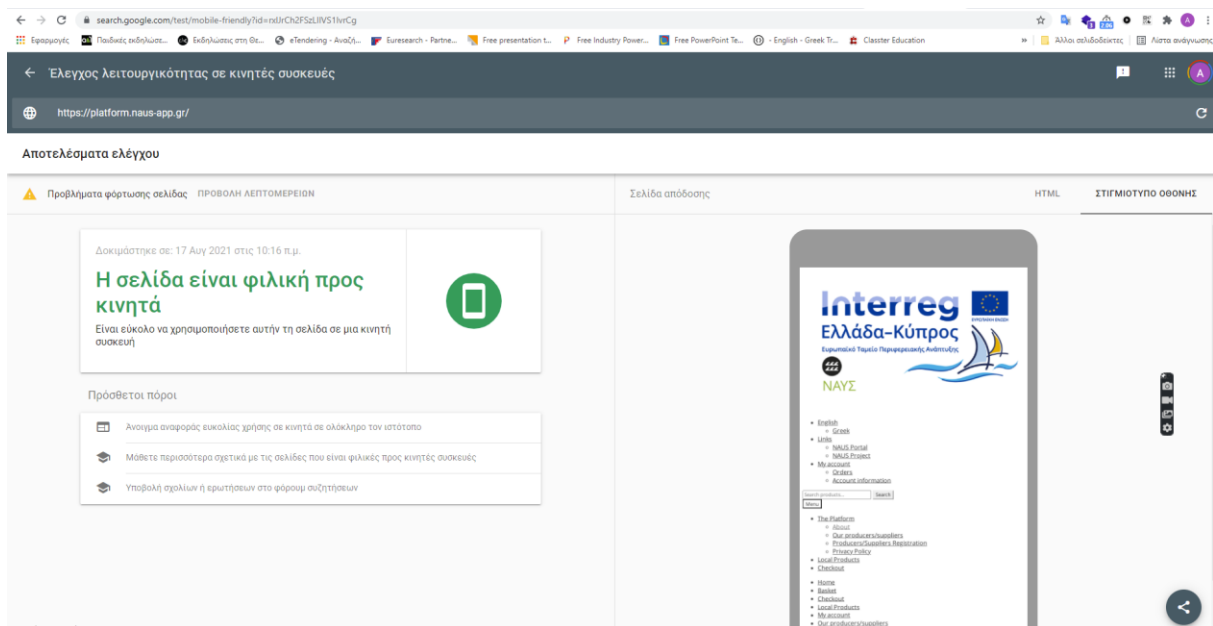 search.google.com/test/mobile-friendly?id=nxlJrCh2FSzLlIVS1IvrCg
Εφαρμογές Παιδικές εκδηλώσε... Εκδηλώσεις στη Θε... eTendering - Αναζή... Euresearch - Partne... Free presentation t... Free Industry Power... Free PowerPoint Te... - English - Greek Tr... Classter Education » Άλλοι σελιδοδείκτες Λίστα ανάγνωσης
Έλεγχος λειτουργικότητας σε κινητές συσκευές
A
https://platform.naus-app.gr/
Αποτελέσματα ελέγχου
Προβλήματα φόρτωσης σελίδας ΠΡΟΒΟΛΗ ΛΕΠΤΟΜΕΡΕΙΩΝ
Σελίδα απόδοσης HTML ΣΤΙΓΜΙΟΤΥΠΟ ΟΘΟΝΗΣ
Δοκιμάστηκε σε: 17 Αυγ 2021 στις 10:16 π.μ.
Η σελίδα είναι φιλική προς
κινητά
Είναι εύκολο να χρησιμοποιήσετε αυτήν τη σελίδα σε μια κινητή
συσκευή
Πρόσθετοι πόροι
Άνοιγμα αναφοράς ευκολίας χρήσης σε κινητά σε ολόκληρο τον ιστότοπο
Μάθετε περισσότερα σχετικά με τις σελίδες που είναι φιλικές προς κινητές συσκευές
Υποβολή σχολίων ή ερωτήσεων στο φόρουμ συζητήσεων
Interreg
ΕΥΡΩΠΑΪΚΗ ΕΝΩΣΗ
Ελλάδα-Κύπρος
Ευρωπαϊκό Ταμείο Περιφερειακής Ανάπτυξης
ΝΑΥΣ
English
Greek
Links
NAUS Portal
NAUS Project
My account
Orders
Account information
Search products... Search
Menu
The Platform
About
Our producers/suppliers
Producers/Suppliers Registration
Privacy Policy
Local Products
Checkout
Home
Basket
Checkout
Local Products
My account
Our producers/suppliers